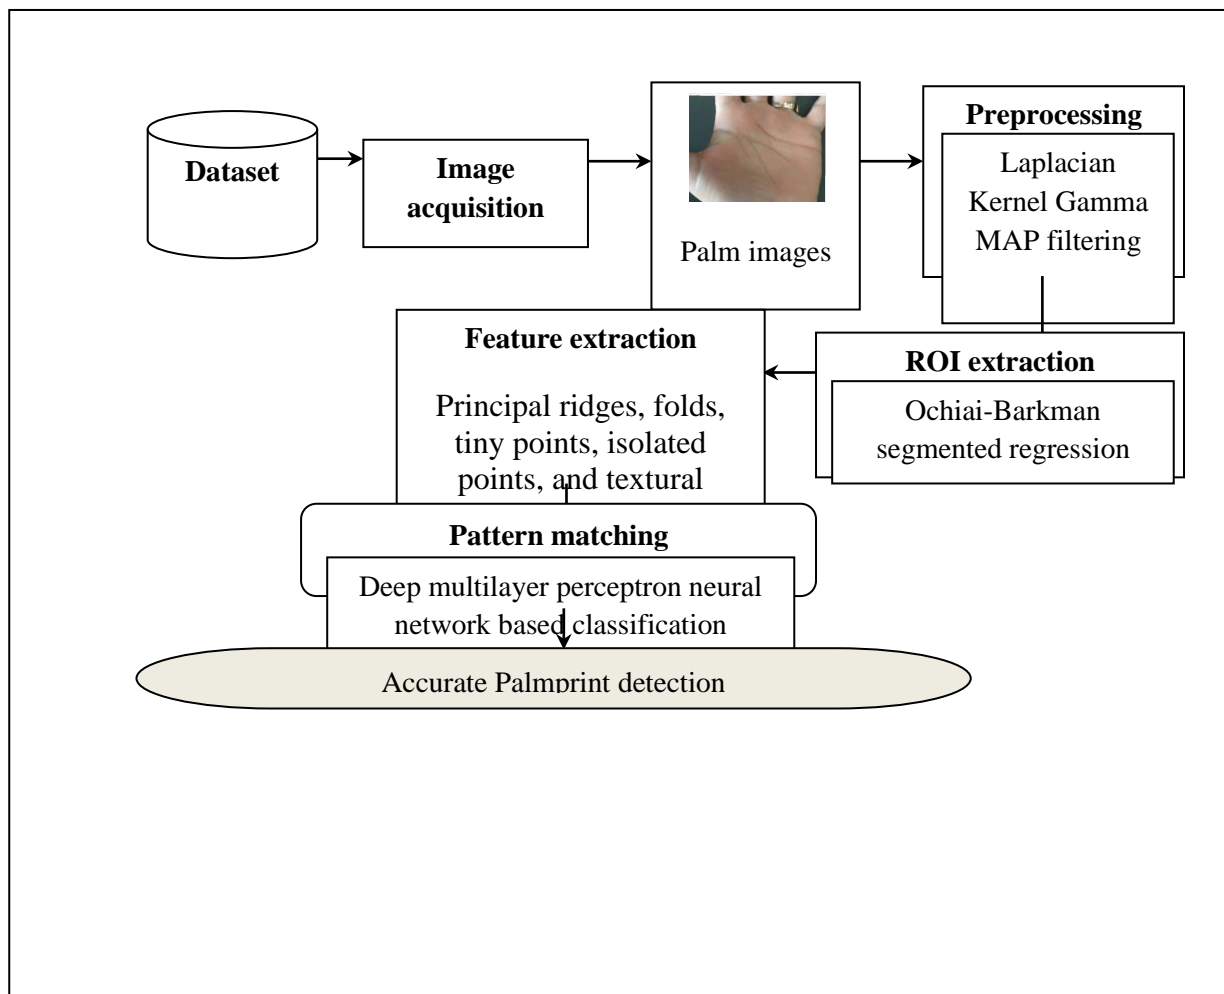 Dataset
Image
acquisition
Palm images
Preprocessing
Laplacian
Kernel Gamma
MAP filtering
ROI extraction
Ochiai-Barkman
segmented regression
Feature extraction
Principal ridges, folds,
tiny points, isolated
points, and textural
Pattern matching
Deep multilayer perceptron neural
network based classification
Accurate Palmprint detection